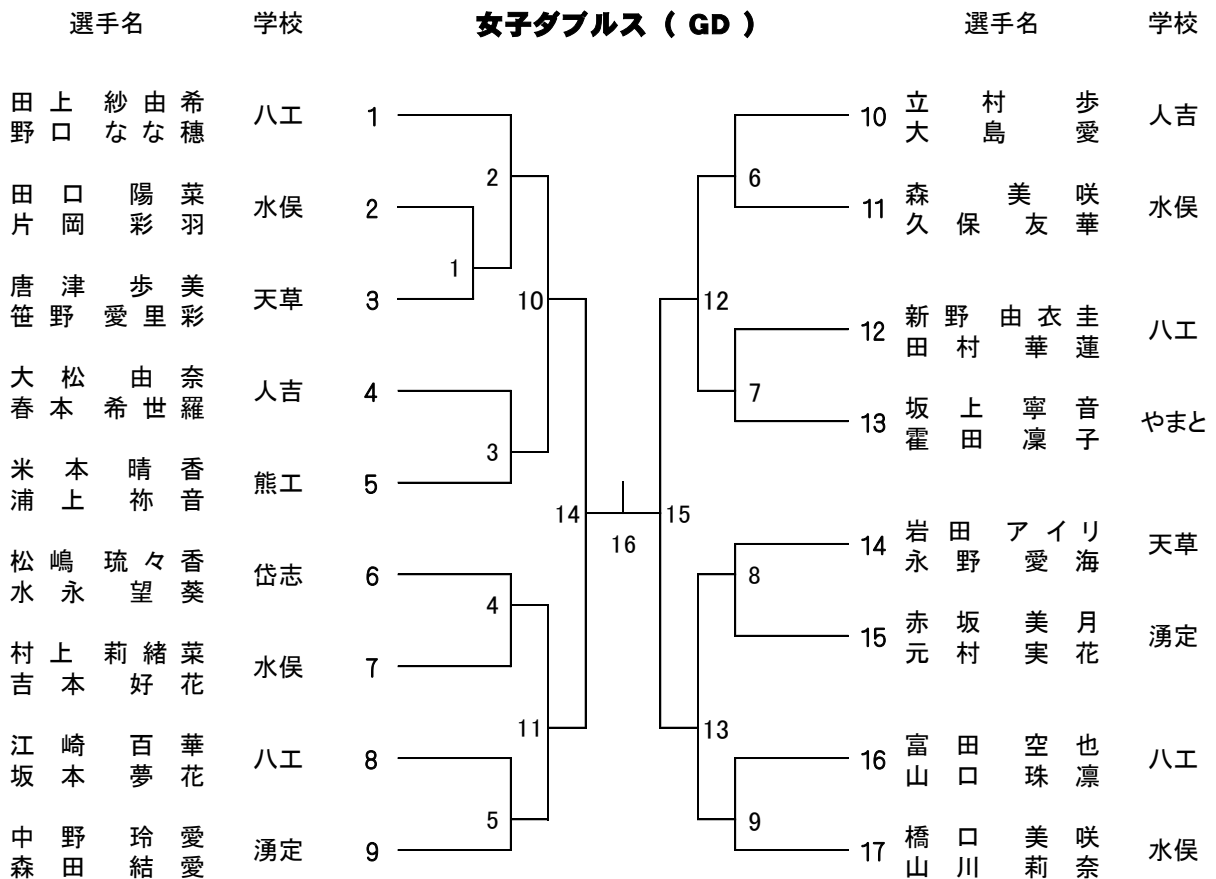 選手名 学校 女子ダブルス ( GD ) 選手名 学校
田上 紗由希
野口 なな穂
八工 1
田口 陽菜
片岡 彩羽
水俣 2
唐津 歩美
笹野 愛里彩
天草 3
大松 由奈
春本 希世羅
人吉 4
米本 晴香
浦上 祢音
熊工 5
松嶋 琉々香
水永 望葵
岱志 6
村上 莉緒菜
吉本 好花
水俣 7
江崎 百華
坂本 夢花
八工 8
中野 玲愛
森田 結愛
湧定 9
1
2
3
4
5
10
11
14
16
15
12
13
6
7
8
9
10 立村 歩
大島 愛
人吉
11 森 美咲
久保 友華
水俣
12 新野 由衣圭
田村 華蓮
八工
13 坂上 寧音
霍田 凜子
やまと
14 岩田 アイリ
永野 愛海
天草
15 赤坂 美月
元村 実花
湧定
16 富田 空也
山口 珠凛
八工
17 橋口 美咲
山川 莉奈
水俣